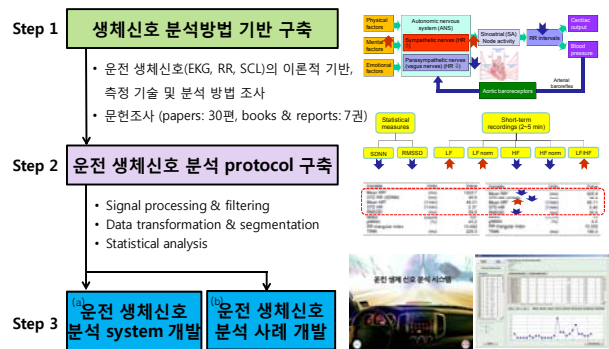 Step 1
생체신호 분석방법 기반 구축
• 운전 생체신호(EKG, RR, SCL)의 이론적 기반,
측정 기술 및 분석 방법 조사
• 문헌조사 (papers: 30편, books & reports: 7권)
Physical
factors
Mental
factors
Emotional
factors
Autonomic nervous
system (ANS)
Sympathetic nerves (HR
Parasympathetic nerves
(vagus nerves) (HR
Sinoatrial (SA)
Node activity
RR intervals
Cardiac
output
Blood
pressure
Aortic baroreceptors
Arterial
baroreflex
Step 2
운전 생체신호 분석 protocol 구축
• Signal processing & filtering
• Data transformation & segmentation
• Statistical analysis
Statistical
measures
Short-term
recordings (2~5 min)
SDNN
RMSSD
LF
LF norm
HF
HF norm
LF/HF
Step 3
(a)
운전 생체신호
분석 system 개발
(b)
운전 생체신호
분석 사례 개발
운전 생체 신호 분석 시스템